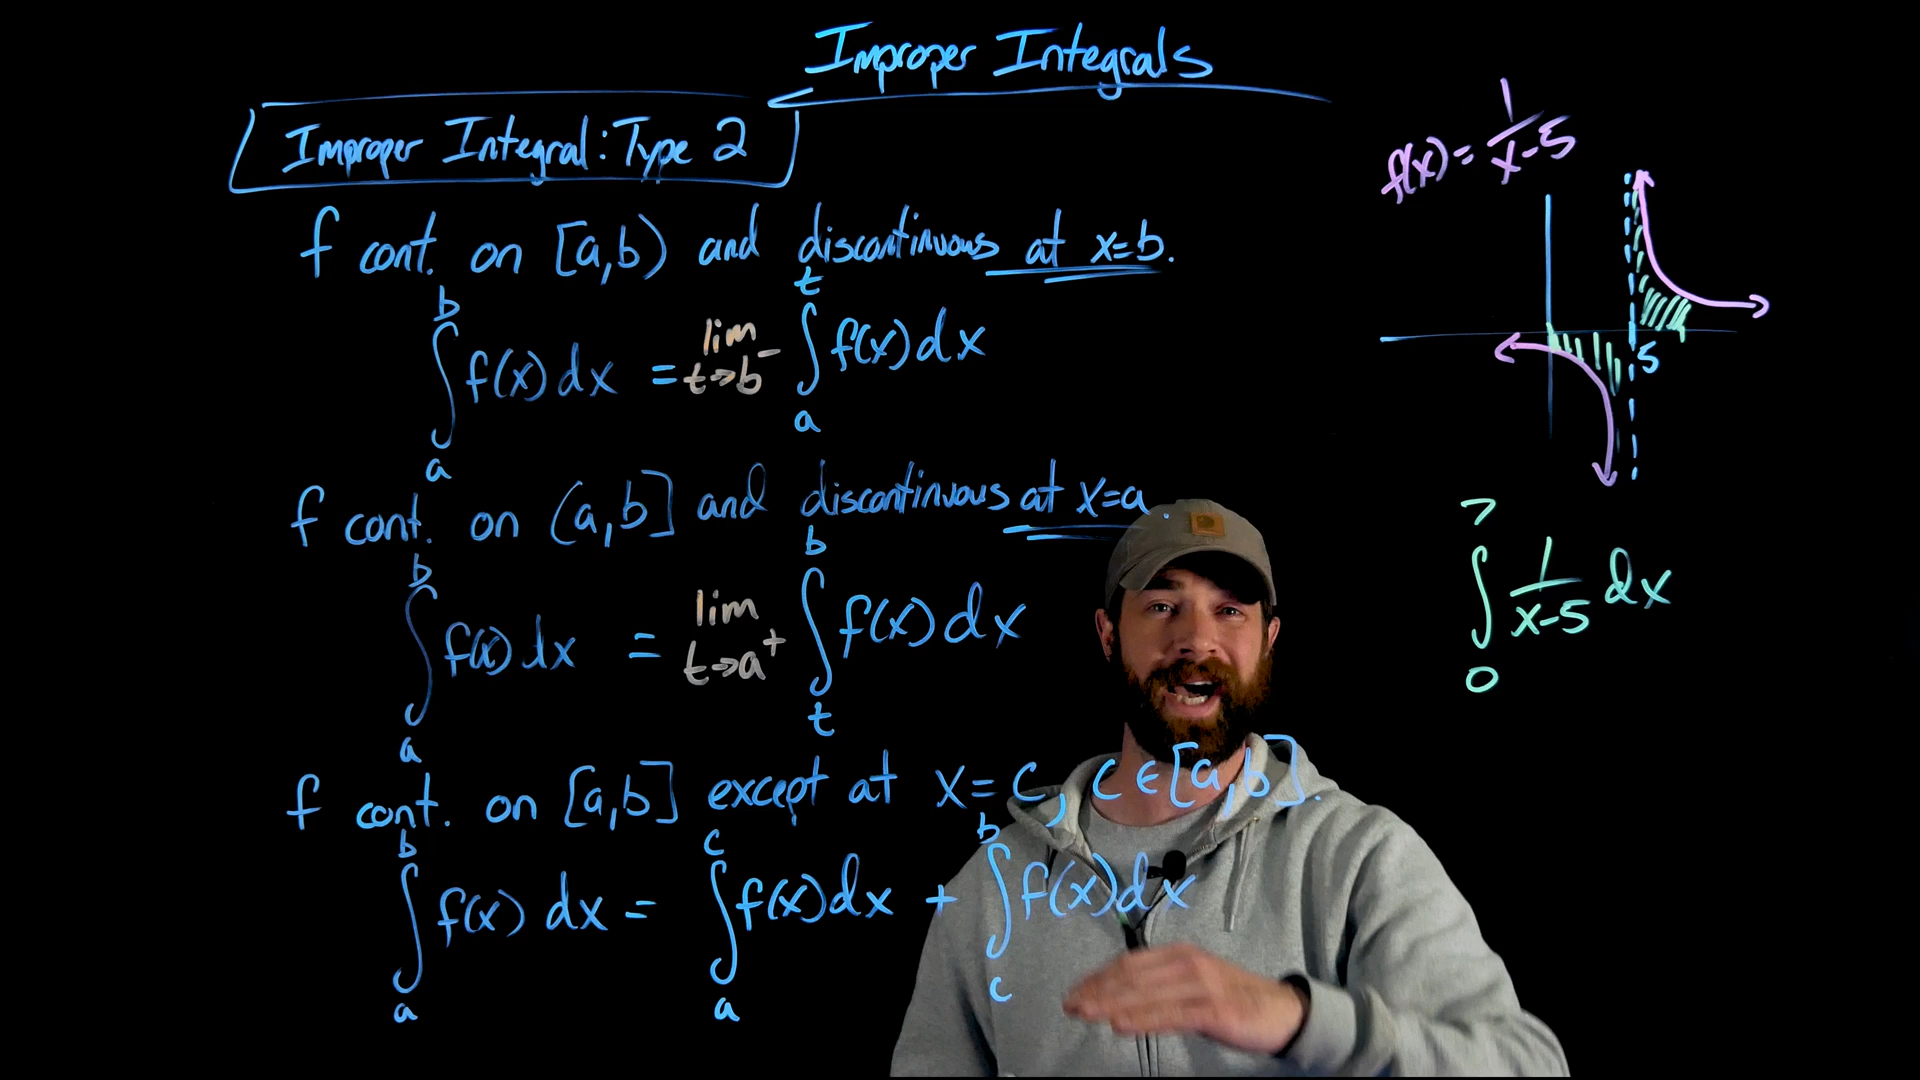 Improper Integrals
Improper Integral: Type 2
f cont. on [a,b) and discontinuous at x=b.
∫_a^b f(x) dx = lim_{t→b⁻} ∫_a^t f(x) dx
f cont. on (a,b] and discontinuous at x=a.
∫_a^b f(x) dx = lim_{t→a⁺} ∫_t^b f(x) dx
f cont. on [a,b] except at x=c, c∈[a,b].
∫_a^b f(x) dx = ∫_a^c f(x)dx + ∫_c^b f(x)dx
f(x)= 1/(x-5)
5
∫_0^7 1/(x-5) dx